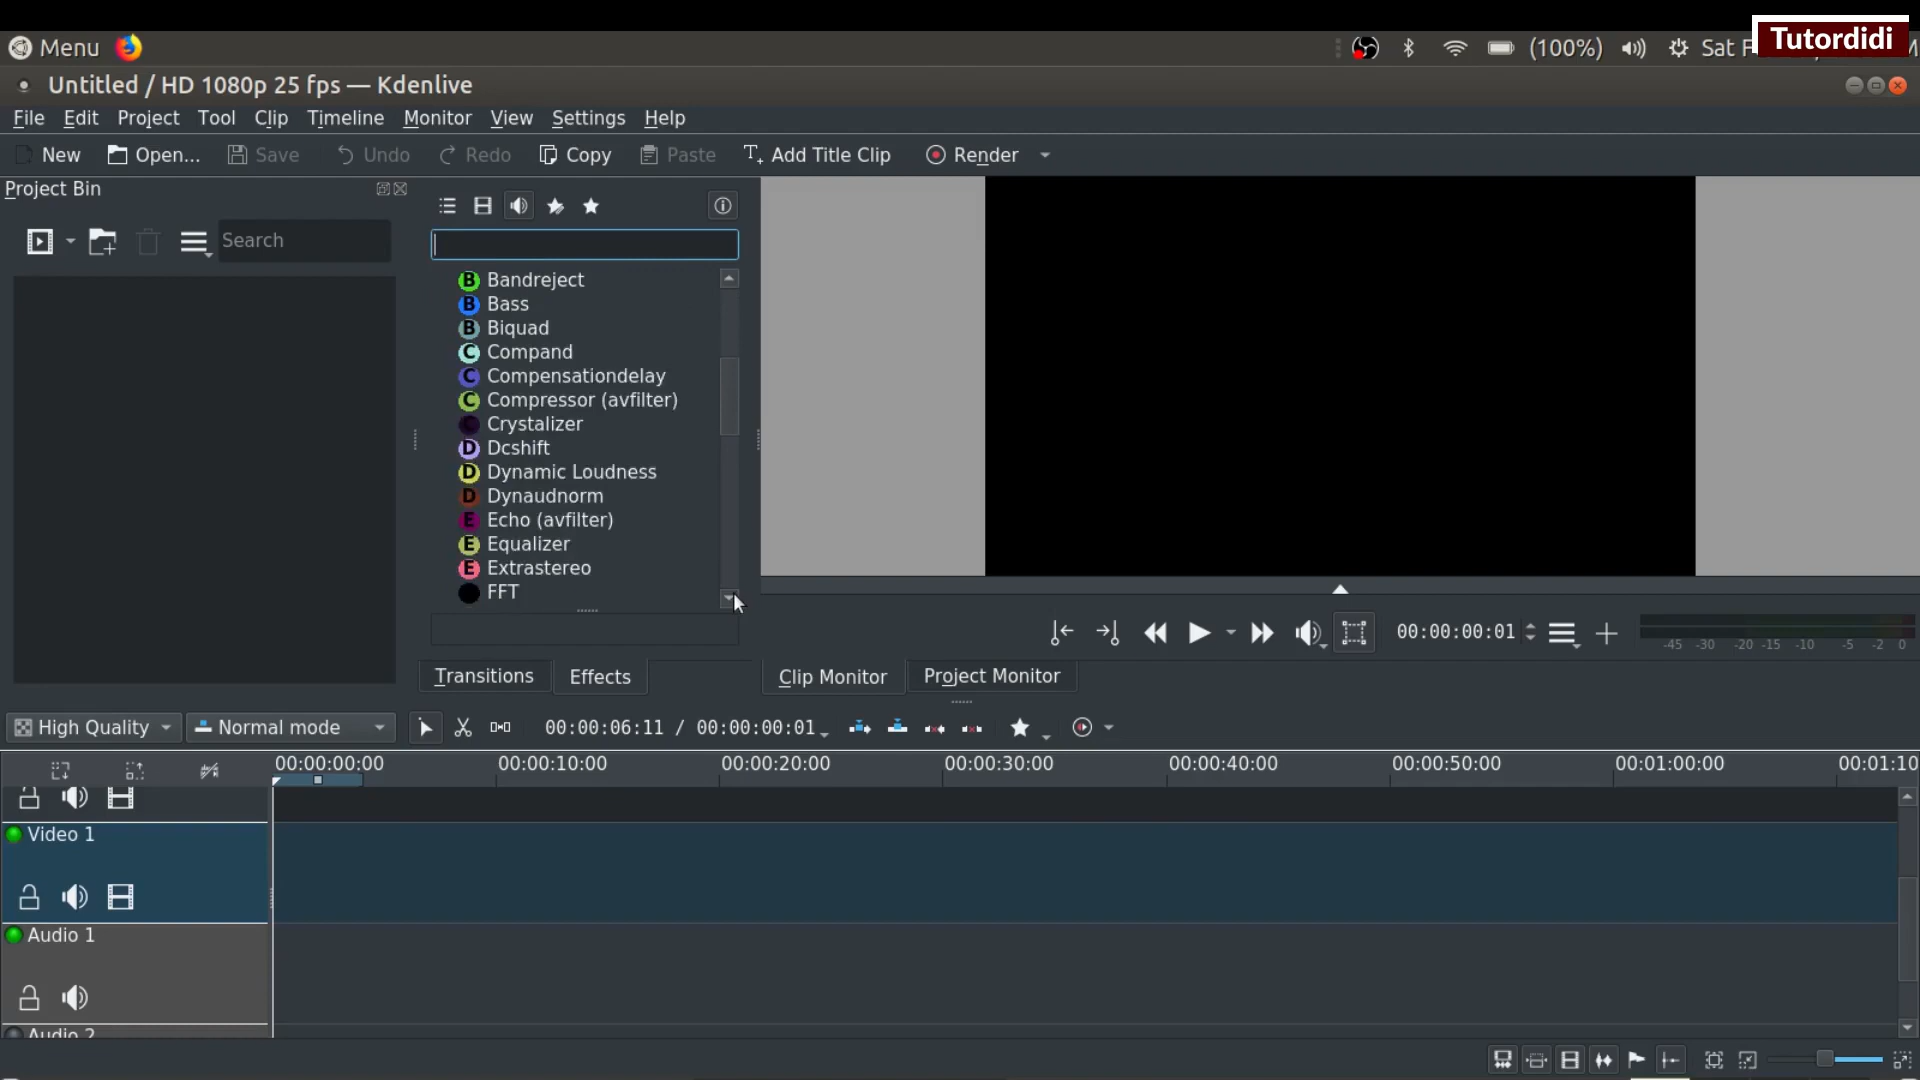 Tutordidi
Menu
(100%)
Untitled / HD 1080p 25 fps — Kdenlive
File Edit Project Tool Clip Timeline Monitor View Settings Help
New Open... Save Undo Redo Copy Paste Add Title Clip Render
Project Bin
Search
B Bandreject
B Bass
B Biquad
C Compand
C Compensationdelay
C Compressor (avfilter)
Crystalizer
D Dcshift
D Dynamic Loudness
D Dynaudnorm
E Echo (avfilter)
E Equalizer
E Extrastereo
FFT
00:00:00:01
-45 -30 -20 -15 -10 -5 -2 0
Transitions Effects Clip Monitor Project Monitor
High Quality Normal mode 00:00:06:11 / 00:00:00:01
00:00:00:00 00:00:10:00 00:00:20:00 00:00:30:00 00:00:40:00 00:00:50:00 00:01:00:00 00:01:10
Video 1
Audio 1
Audio 2